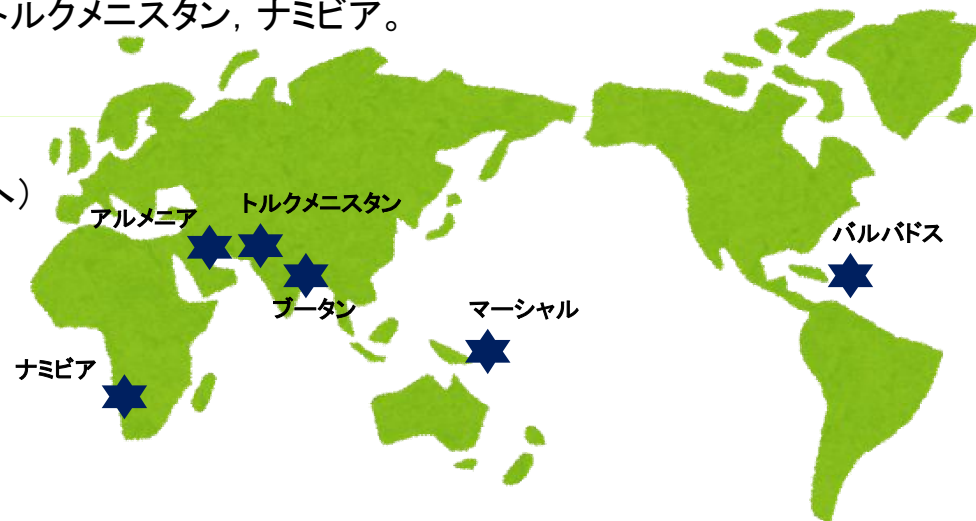 トルクメニスタン，ナミビア。
へ）
アルメニア
トルクメニスタン
バルバドス
ブータン
マーシャル
ナミビア